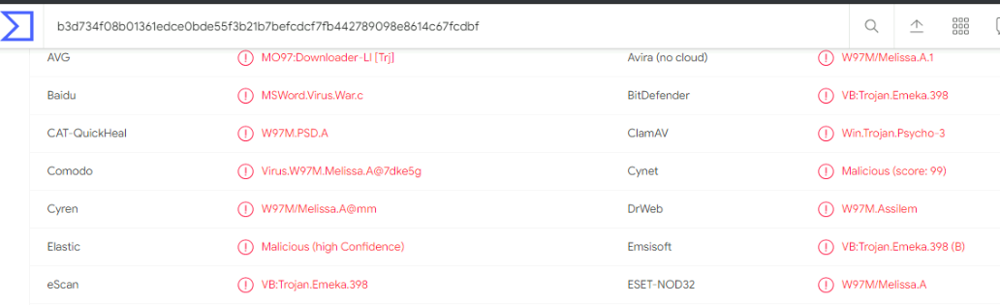 b3d734f08b01361edce0bde55f3b21b7befcdcf7fb442789098e8614c67fcdbf
AVG MO97:Downloader-LI [Trj] Avira (no cloud) W97M/Melissa.A.1
Baidu MSWord.Virus.War.c BitDefender VB:Trojan.Emeka.398
CAT-QuickHeal W97M.PSD.A ClamAV Win.Trojan.Psycho-3
Comodo Virus.W97M.Melissa.A@7dke5g Cynet Malicious (score: 99)
Cyren W97M/Melissa.A@mm DrWeb W97M.Assilem
Elastic Malicious (high Confidence) Emsisoft VB:Trojan.Emeka.398 (B)
eScan VB:Trojan.Emeka.398 ESET-NOD32 W97M/Melissa.A